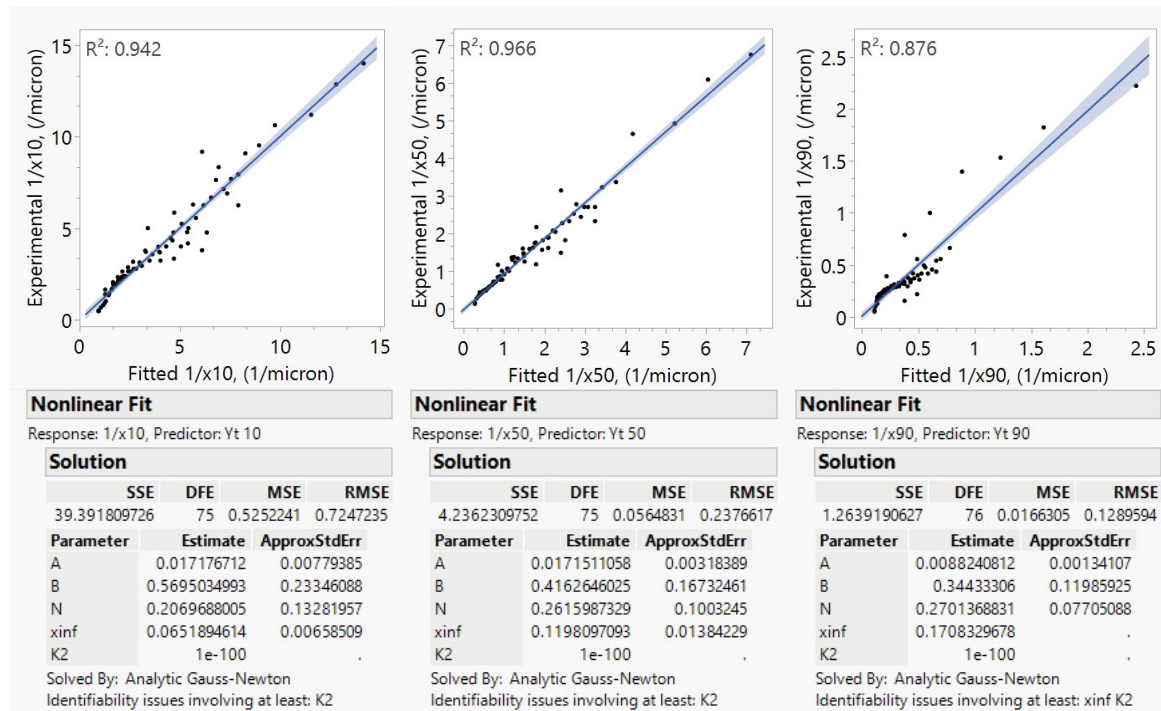 R²: 0.942
Experimental 1/x10, (/micron)
15
10
5
0
0 5 10 15
Fitted 1/x10, (1/micron)
R²: 0.966
Experimental 1/x50, (/micron)
7
6
5
4
3
2
1
0
0 1 2 3 4 5 6 7
Fitted 1/x50, (1/micron)
R²: 0.876
Experimental 1/x90, (/micron)
2.5
2
1.5
1
0.5
0
0 0.5 1 1.5 2 2.5
Fitted 1/x90, (1/micron)
Nonlinear Fit
Response: 1/x10, Predictor: Yt 10
Solution
SSE DFE MSE RMSE
39.391809726 75 0.5252241 0.7247235
Parameter Estimate ApproxStdErr
A 0.017176712 0.00779385
B 0.5695034993 0.23346088
N 0.2069688005 0.13281957
xinf 0.0651894614 0.00658509
K2 1e-100 .
Solved By: Analytic Gauss-Newton
Identifiability issues involving at least: K2
Nonlinear Fit
Response: 1/x50, Predictor: Yt 50
Solution
SSE DFE MSE RMSE
4.2362309752 75 0.0564831 0.2376617
Parameter Estimate ApproxStdErr
A 0.0171511058 0.00318389
B 0.4162646025 0.16732461
N 0.2615987329 0.1003245
xinf 0.1198097093 0.01384229
K2 1e-100 .
Solved By: Analytic Gauss-Newton
Identifiability issues involving at least: K2
Nonlinear Fit
Response: 1/x90, Predictor: Yt 90
Solution
SSE DFE MSE RMSE
1.2639190627 76 0.0166305 0.1289594
Parameter Estimate ApproxStdErr
A 0.0088240812 0.00134107
B 0.34433306 0.11985925
N 0.2701368831 0.07705088
xinf 0.1708329678 .
K2 1e-100 .
Solved By: Analytic Gauss-Newton
Identifiability issues involving at least: xinf K2